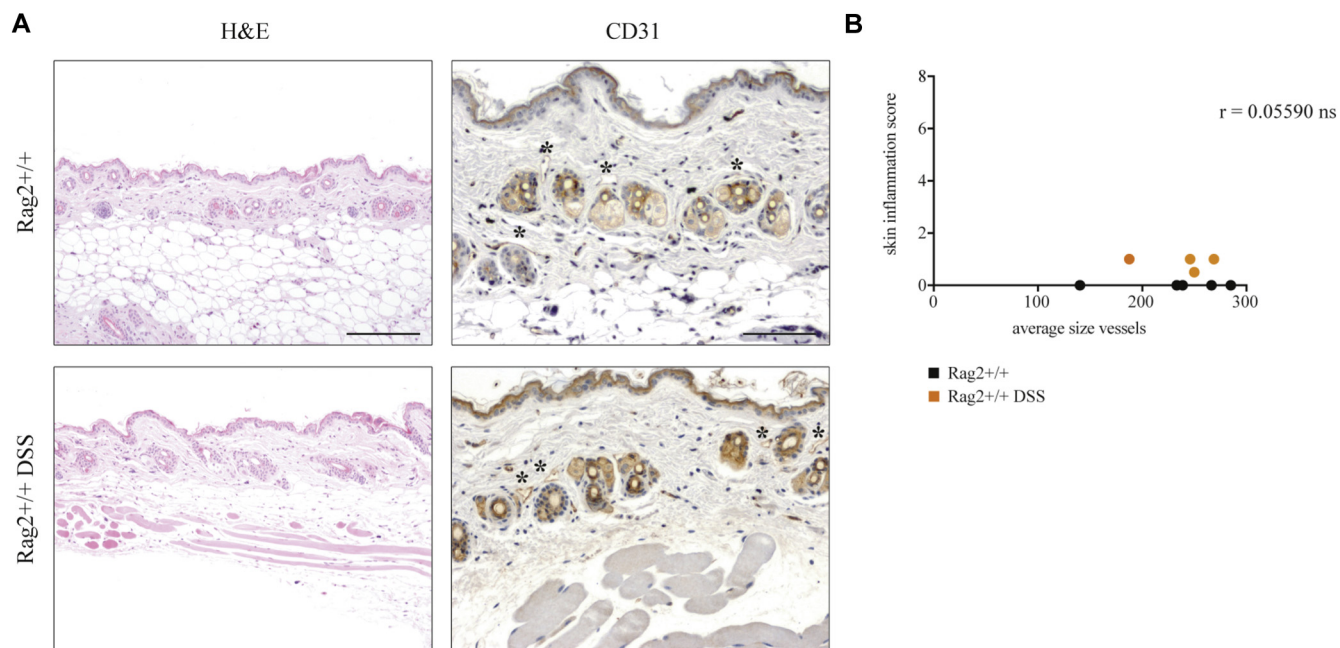 A
H&E
CD31
Rag2+/+
* * *
*
Rag2+/+ DSS
* *
* *
B
skin inflammation score
8
6
4
2
0
r = 0.05590 ns
0 100 200 300
average size vessels
Rag2+/+
Rag2+/+ DSS